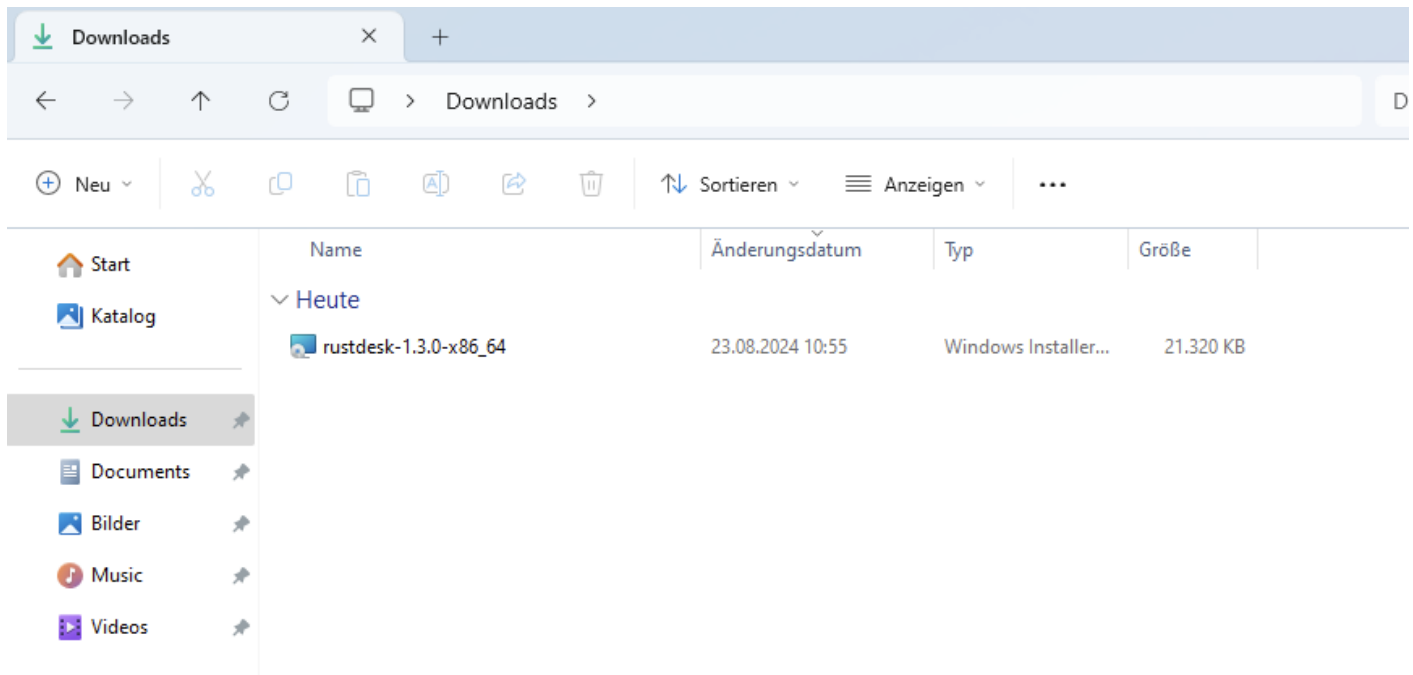 Downloads
Downloads
D
Neu
Sortieren
Anzeigen
Start
Katalog
Downloads
Documents
Bilder
Music
Videos
Name Änderungsdatum Typ Größe
Heute
rustdesk-1.3.0-x86_64 23.08.2024 10:55 Windows Installer... 21.320 KB